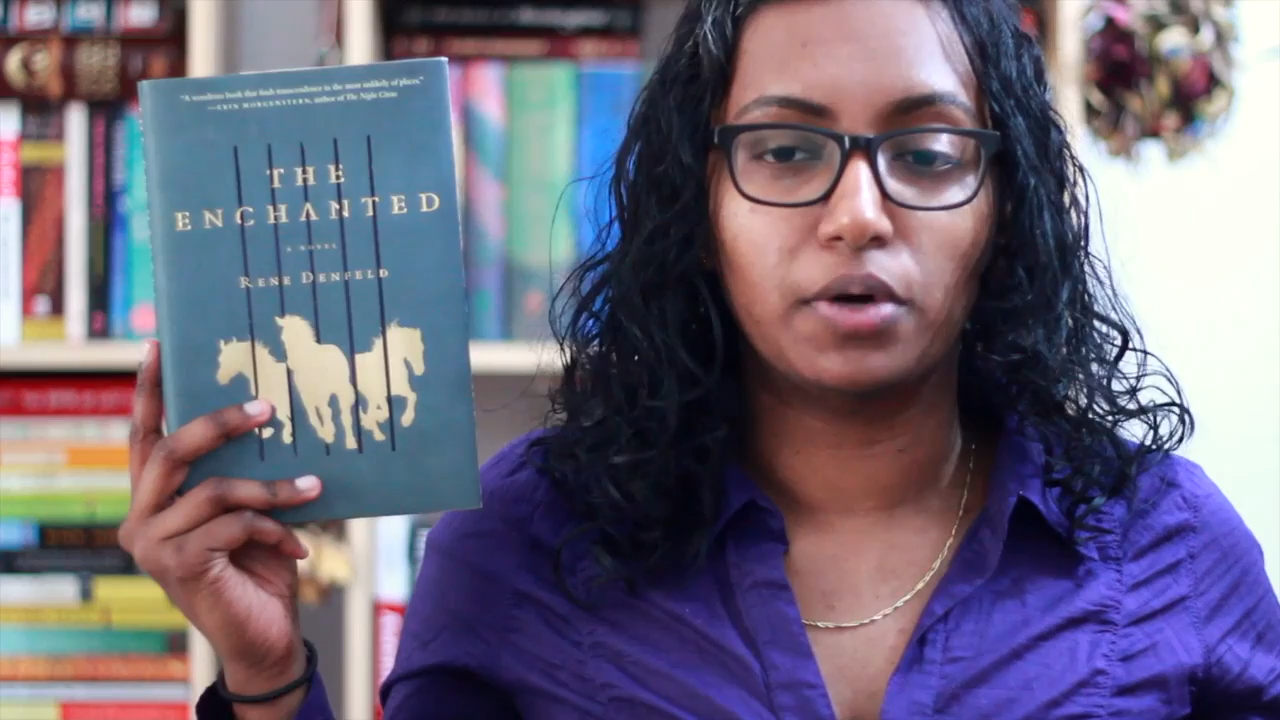 "A wondrous book that finds transcendence in the most unlikely of places."
—ERIN MORGENSTERN, author of The Night Circus
THE
ENCHANTED
A NOVEL
RENE DENFELD